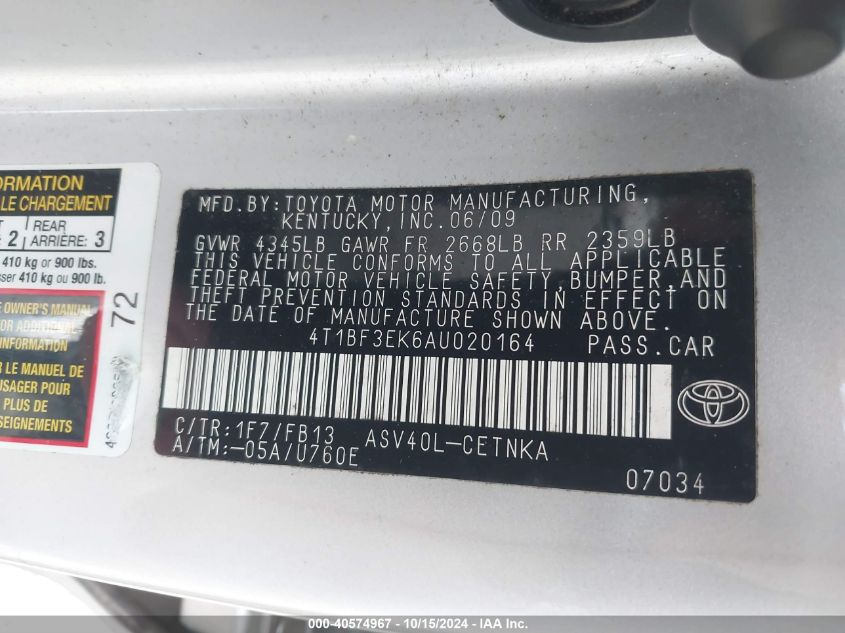 ORMATION
LE CHARGEMENT
T
2
REAR
ARRIÈRE: 3
410 kg or 900 lbs.
sser 410 kg ou 900 lb.
E OWNER'S MANUAL
FOR ADDITIONAL
INFORMATION
R LE MANUEL DE
USAGER POUR
PLUS DE
SEIGNEMENTS
72
MFD.BY:TOYOTA MOTOR MANUFACTURING,
KENTUCKY,INC.06/09
GVWR 4345LB GAWR FR 2668LB RR 2359LB
THIS VEHICLE CONFORMS TO ALL APPLICABLE
FEDERAL MOTOR VEHICLE SAFETY,BUMPER,AND
THEFT PREVENTION STANDARDS IN EFFECT ON
THE DATE OF MANUFACTURE SHOWN ABOVE.
4T1BF3EK6AU020164 PASS.CAR
C/TR:1F7/FB13 ASV40L-CETNKA
A/TM:-05A/U760E
07034
000-40574967 - 10/15/2024 - IAA Inc.